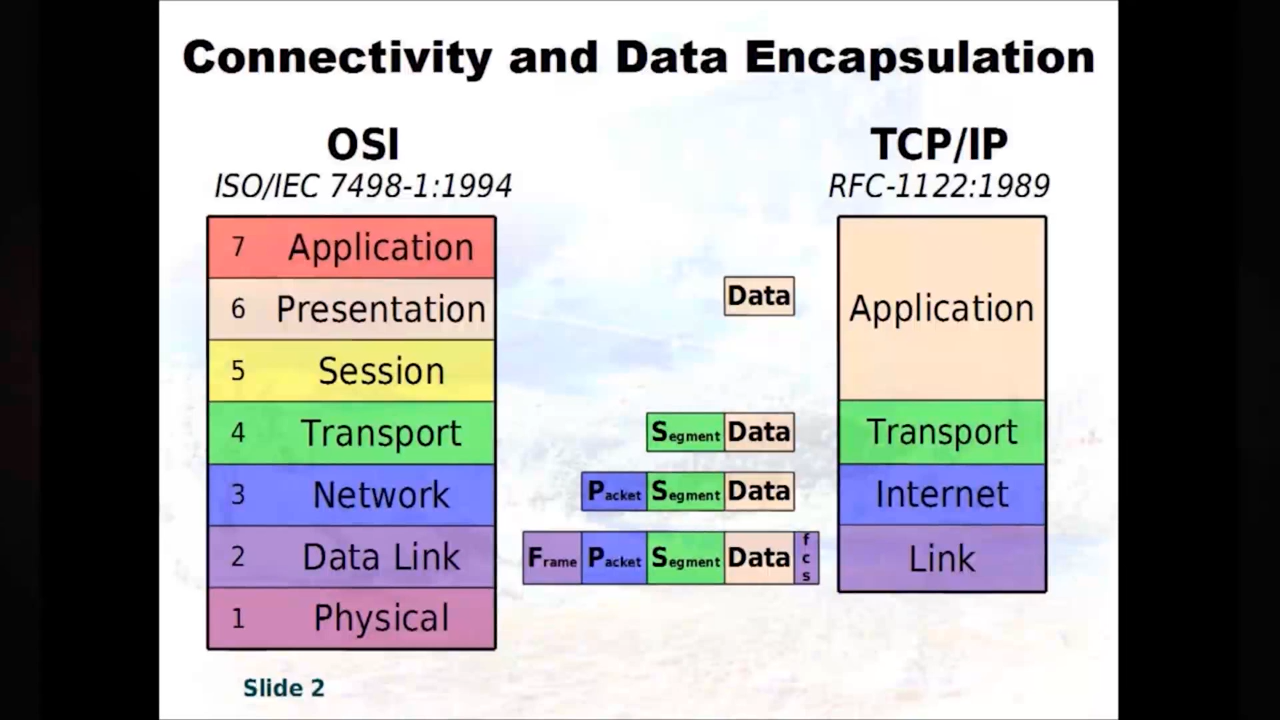 Connectivity and Data Encapsulation
OSI
ISO/IEC 7498-1:1994
7 Application
6 Presentation
5 Session
4 Transport
3 Network
2 Data Link
1 Physical
Data
Segment Data
Packet Segment Data
Frame Packet Segment Data fcs
TCP/IP
RFC-1122:1989
Application
Transport
Internet
Link
Slide 2